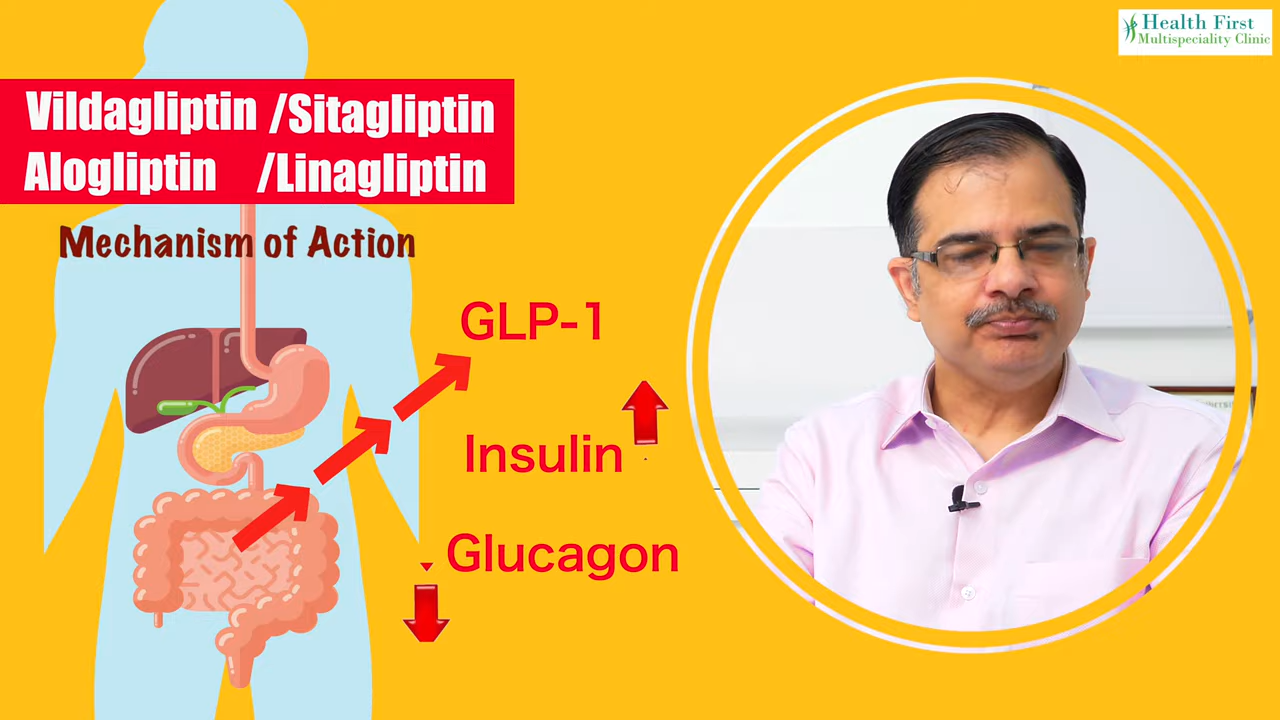 Health First
Multispeciality Clinic
Vildagliptin /Sitagliptin
Alogliptin /Linagliptin
Mechanism of Action
GLP-1
Insulin
Glucagon